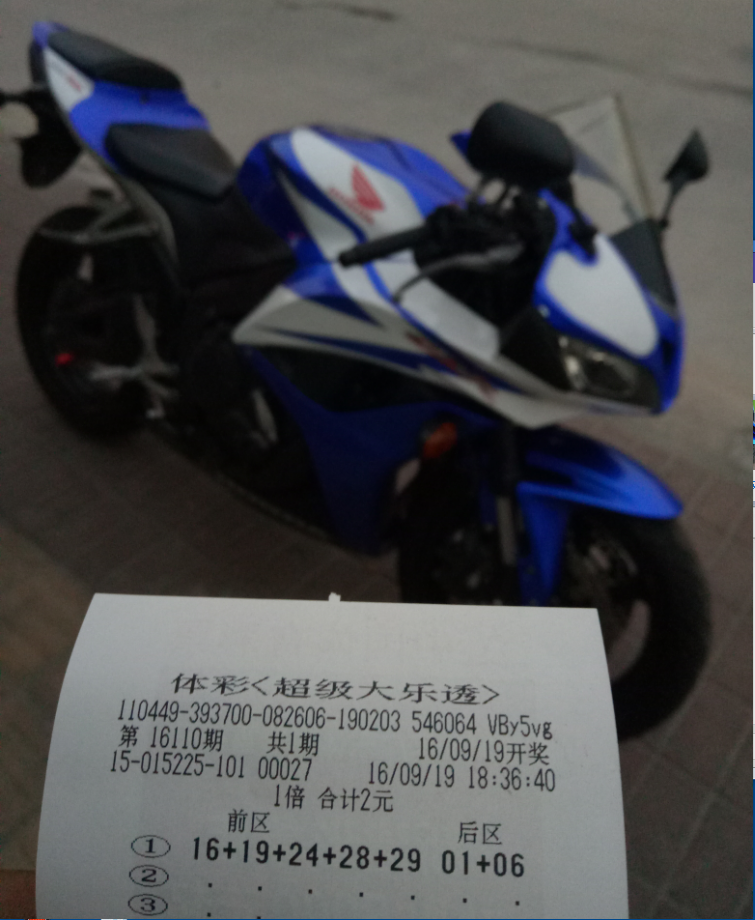 体彩<超级大乐透>
110449-393700-082606-190203 546064 VBy5vg
第 16110期 共1期 16/09/19开奖
15-015225-101 00027 16/09/19 18:36:40
1倍 合计2元
前区 后区
① 16+19+24+28+29 01+06
② . . . . . . .
③ . .